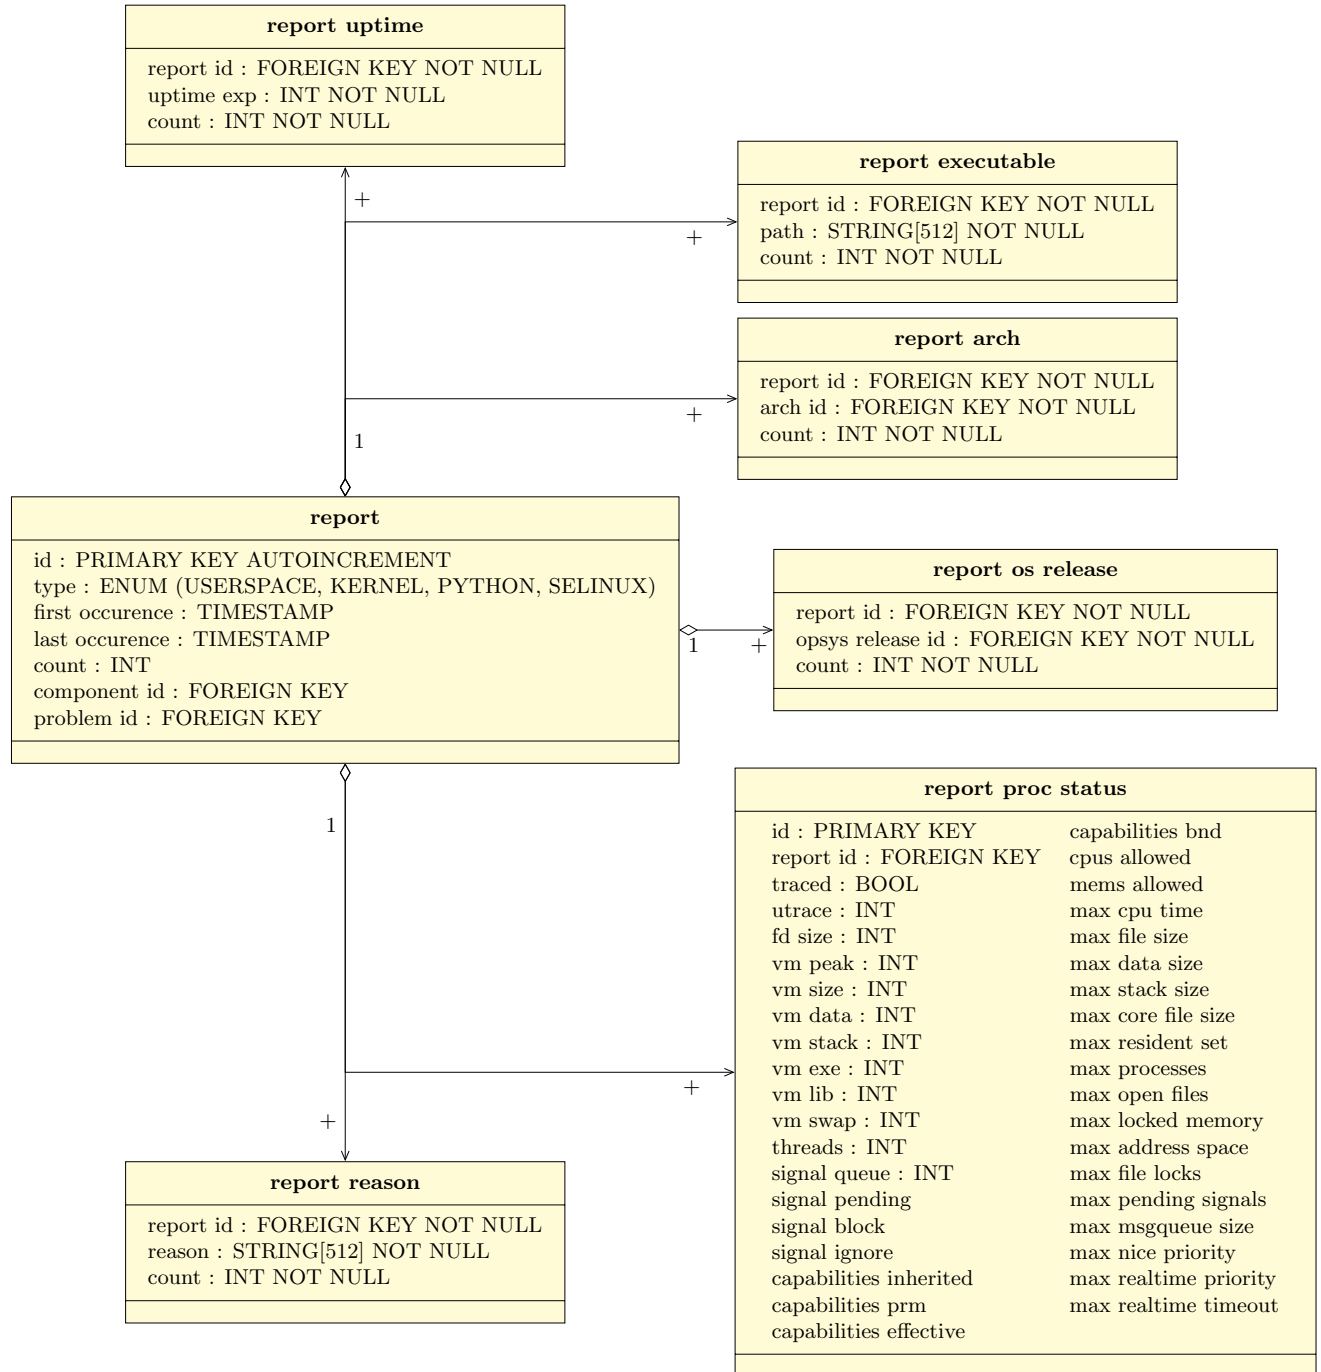 report uptime
report id : FOREIGN KEY NOT NULL
uptime exp : INT NOT NULL
count : INT NOT NULL
+
+
report executable
report id : FOREIGN KEY NOT NULL
path : STRING[512] NOT NULL
count : INT NOT NULL
report arch
report id : FOREIGN KEY NOT NULL
arch id : FOREIGN KEY NOT NULL
count : INT NOT NULL
+
1
report
id : PRIMARY KEY AUTOINCREMENT
type : ENUM (USERSPACE, KERNEL, PYTHON, SELINUX)
first occurence : TIMESTAMP
last occurence : TIMESTAMP
count : INT
component id : FOREIGN KEY
problem id : FOREIGN KEY
1
+
report os release
report id : FOREIGN KEY NOT NULL
opsys release id : FOREIGN KEY NOT NULL
count : INT NOT NULL
1
+
+
report proc status
id : PRIMARY KEY
report id : FOREIGN KEY
traced : BOOL
utrace : INT
fd size : INT
vm peak : INT
vm size : INT
vm data : INT
vm stack : INT
vm exe : INT
vm lib : INT
vm swap : INT
threads : INT
signal queue : INT
signal pending
signal block
signal ignore
capabilities inherited
capabilities prm
capabilities effective
capabilities bnd
cpus allowed
mems allowed
max cpu time
max file size
max data size
max stack size
max core file size
max resident set
max processes
max open files
max locked memory
max address space
max file locks
max pending signals
max msgqueue size
max nice priority
max realtime priority
max realtime timeout
report reason
report id : FOREIGN KEY NOT NULL
reason : STRING[512] NOT NULL
count : INT NOT NULL